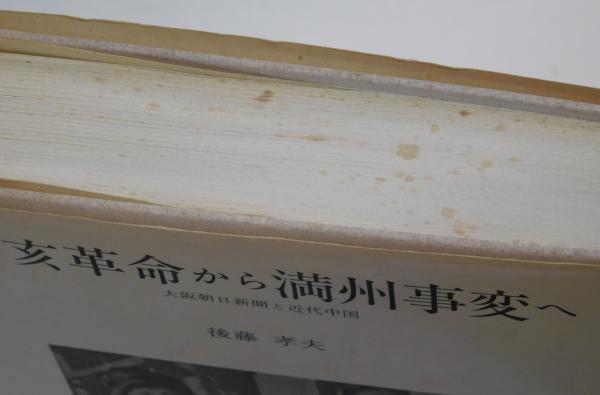 亥革命から満州事変へ
大阪朝日新聞と近代中国
後藤 孝夫